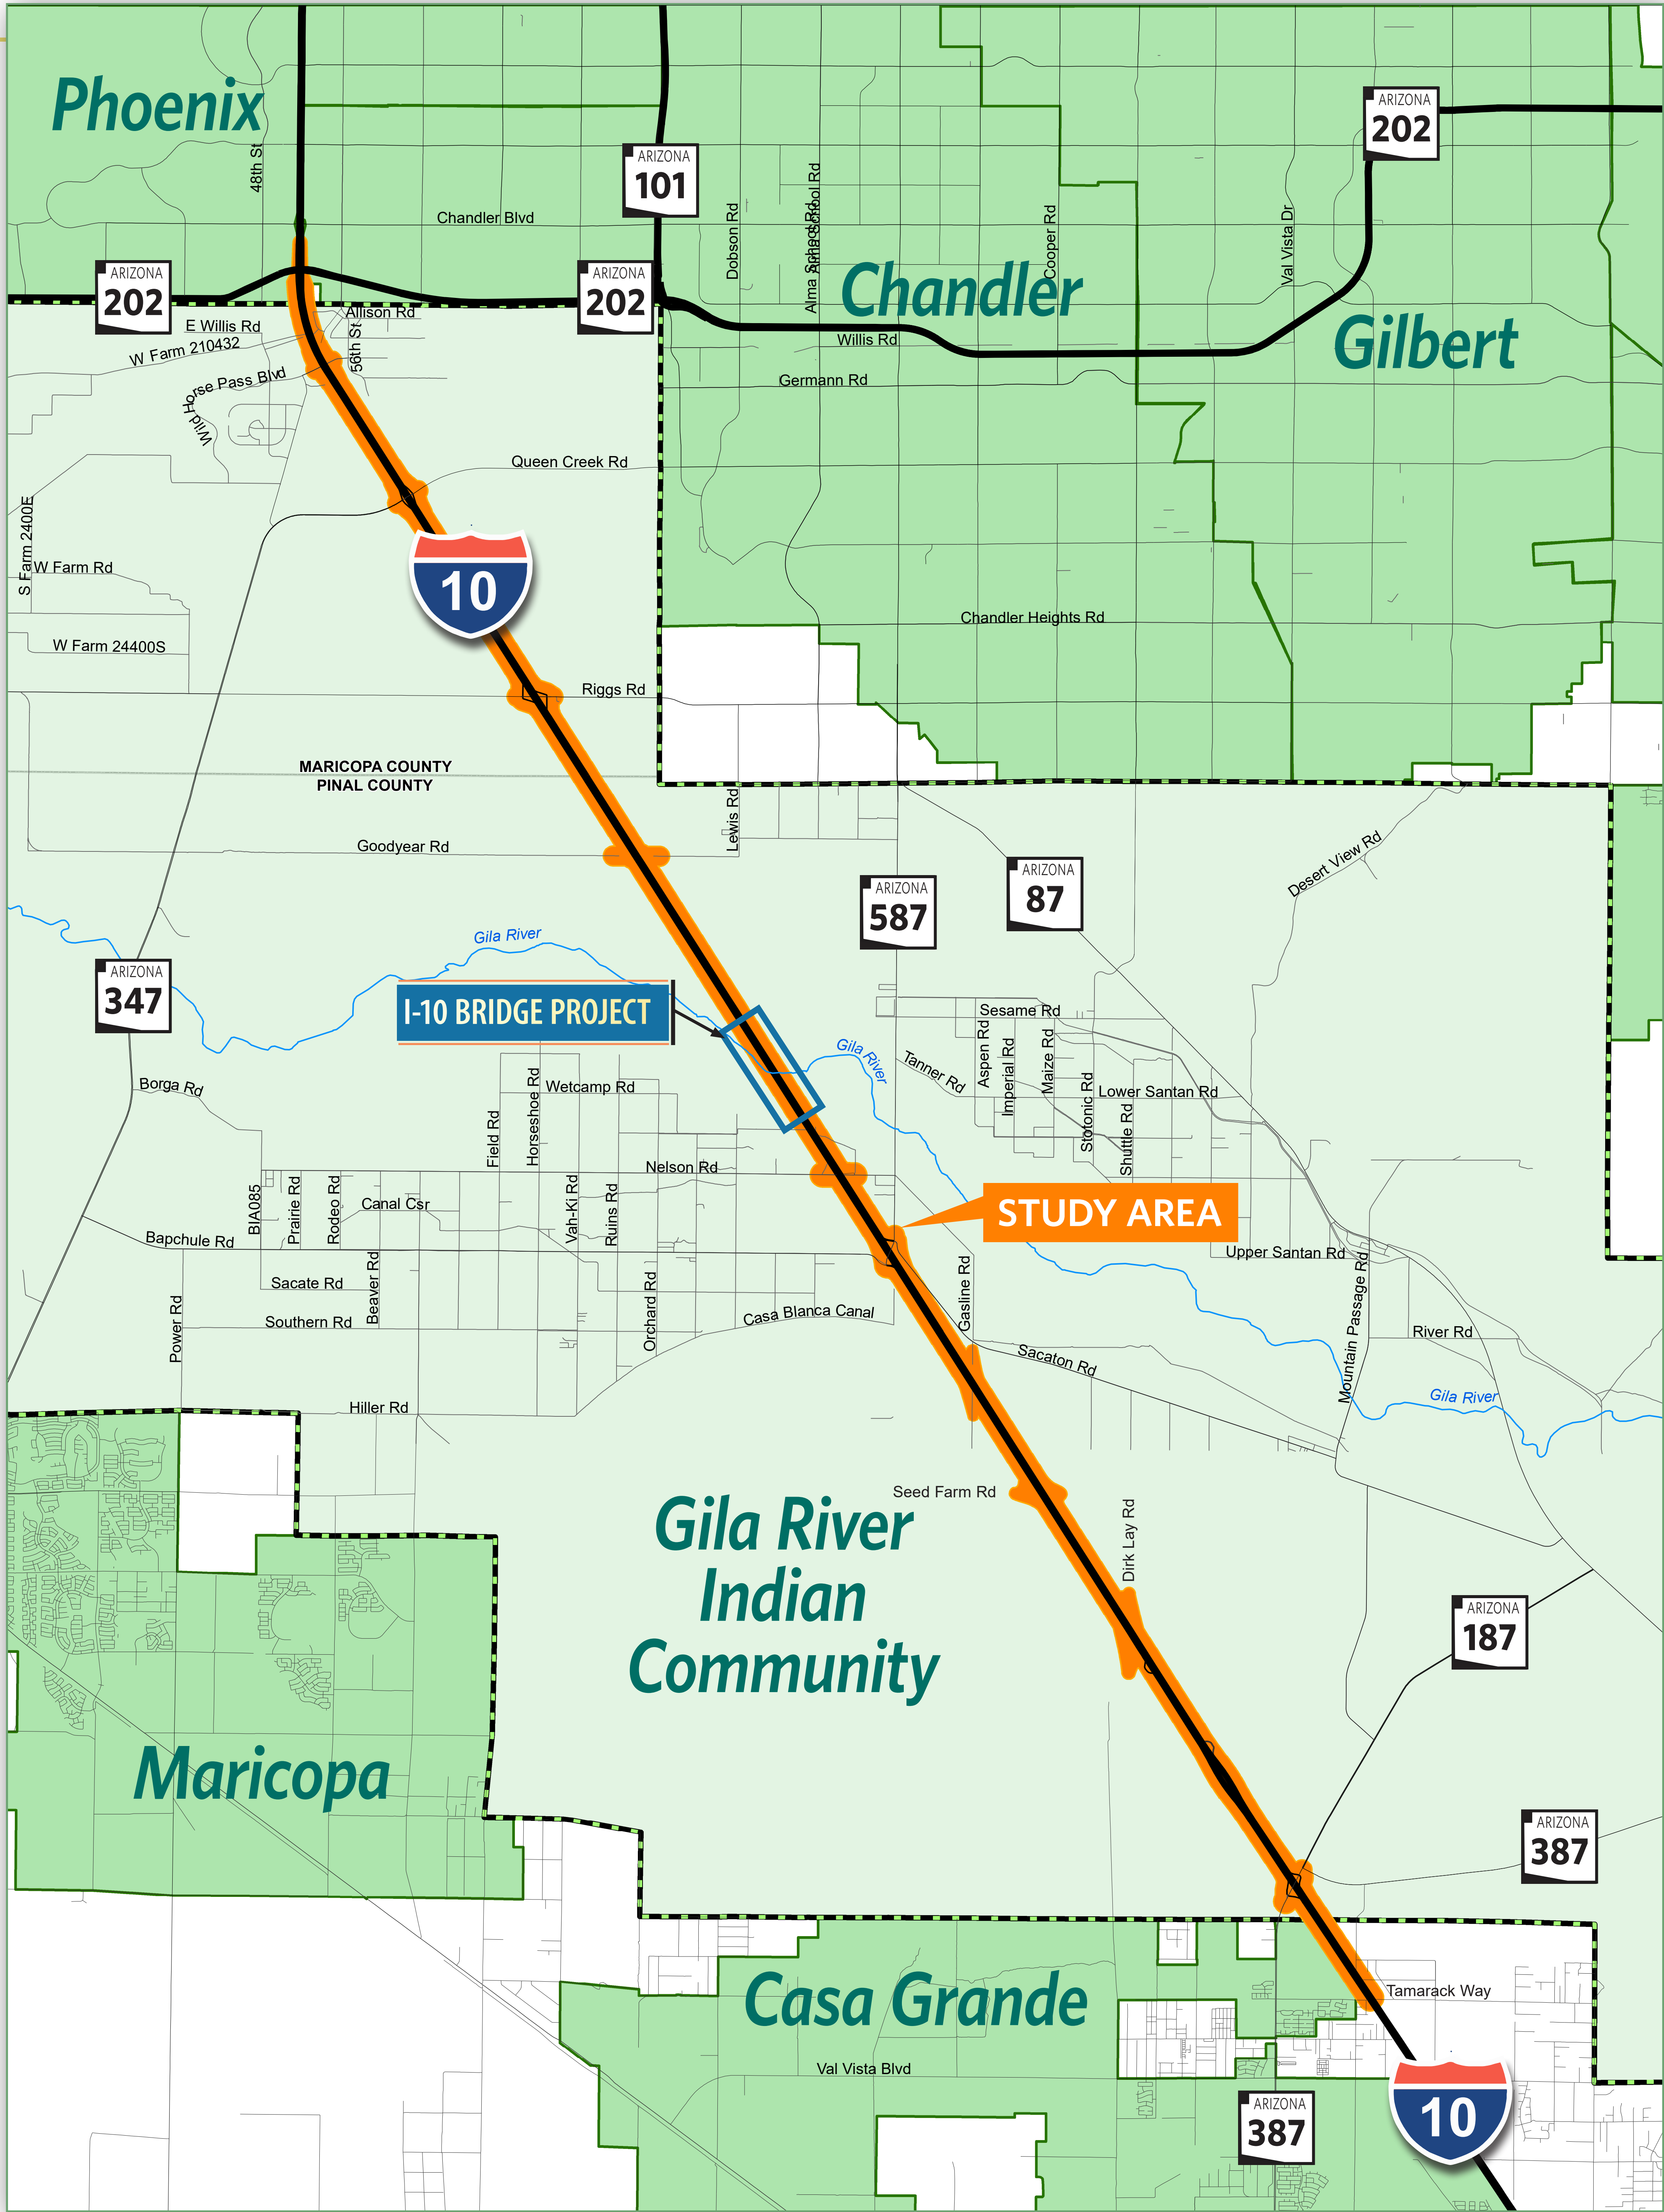 Phoenix
48th St
ARIZONA
101
ARIZONA
202
Chandler Blvd
Dobson Rd
Alma School Rd
Cooper Rd
Val Vista Dr
ARIZONA
202
ARIZONA
202
Chandler
Gilbert
Allison Rd
E Willis Rd
56th St
W Farm 210432
Willis Rd
Wild Horse Pass Blvd
Germann Rd
Queen Creek Rd
S Farm 2400E
W Farm Rd
10
Chandler Heights Rd
W Farm 24400S
Riggs Rd
MARICOPA COUNTY
PINAL COUNTY
Lewis Rd
Goodyear Rd
Desert View Rd
ARIZONA
587
ARIZONA
87
Gila River
ARIZONA
347
I-10 BRIDGE PROJECT
Sesame Rd
Gila River
Tanner Rd
Aspen Rd
Imperial Rd
Maize Rd
Stotonic Rd
Shuttle Rd
Lower Santan Rd
Borga Rd
Wetcamp Rd
Field Rd
Horseshoe Rd
Nelson Rd
BIA085
Prairie Rd
Rodeo Rd
Canal Csr
Vah-Ki Rd
Ruins Rd
STUDY AREA
Bapchule Rd
Upper Santan Rd
Sacate Rd
Beaver Rd
Orchard Rd
Gasline Rd
Mountain Passage Rd
Power Rd
Southern Rd
Casa Blanca Canal
River Rd
Sacaton Rd
Gila River
Hiller Rd
Seed Farm Rd
Dirk Lay Rd
Gila River
Indian
Community
ARIZONA
187
Maricopa
ARIZONA
387
Casa Grande
Tamarack Way
Val Vista Blvd
ARIZONA
387
10